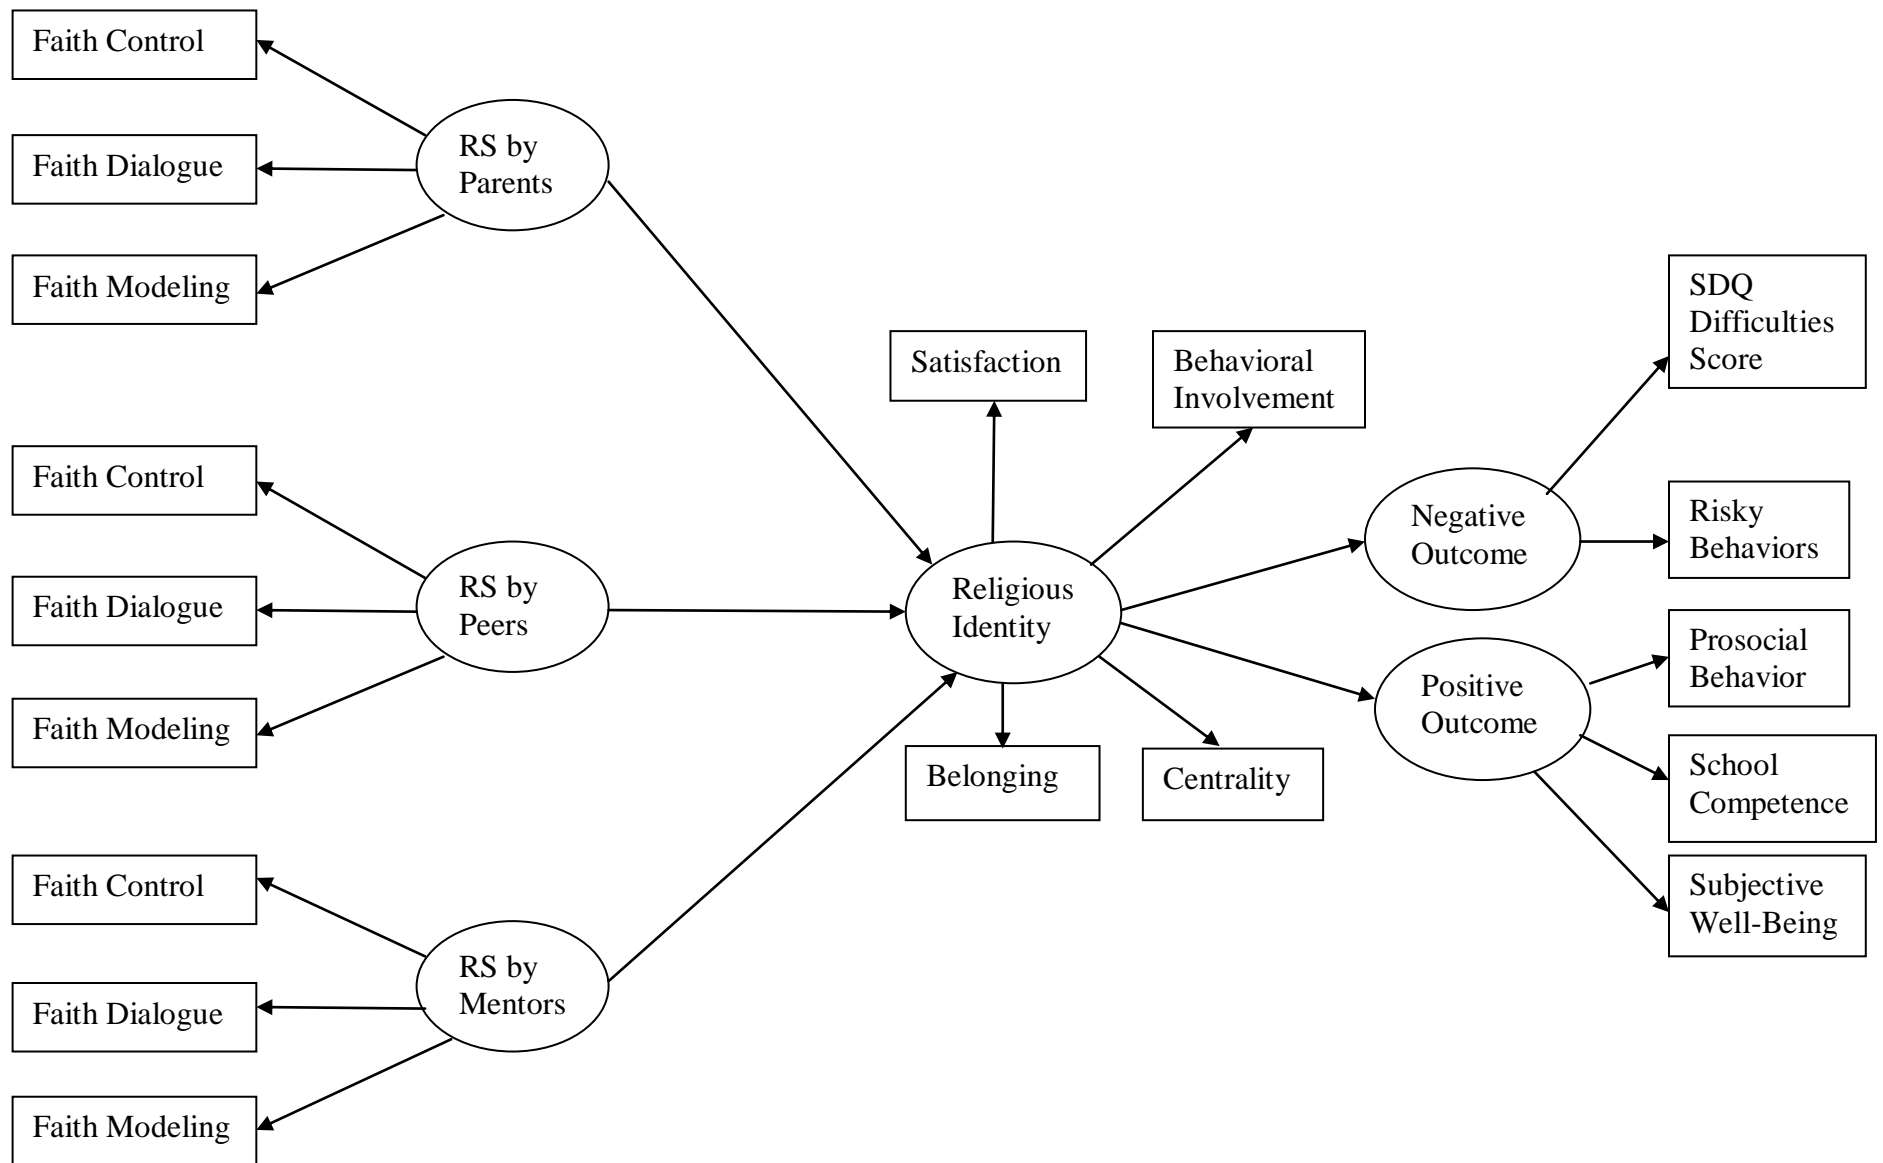 Faith Control
Faith Dialogue
Faith Modeling
RS by
Parents
Faith Control
Faith Dialogue
Faith Modeling
RS by
Peers
Faith Control
Faith Dialogue
Faith Modeling
RS by
Mentors
Satisfaction
Behavioral
Involvement
Religious
Identity
Belonging
Centrality
Negative
Outcome
Positive
Outcome
SDQ
Difficulties
Score
Risky
Behaviors
Prosocial
Behavior
School
Competence
Subjective
Well-Being